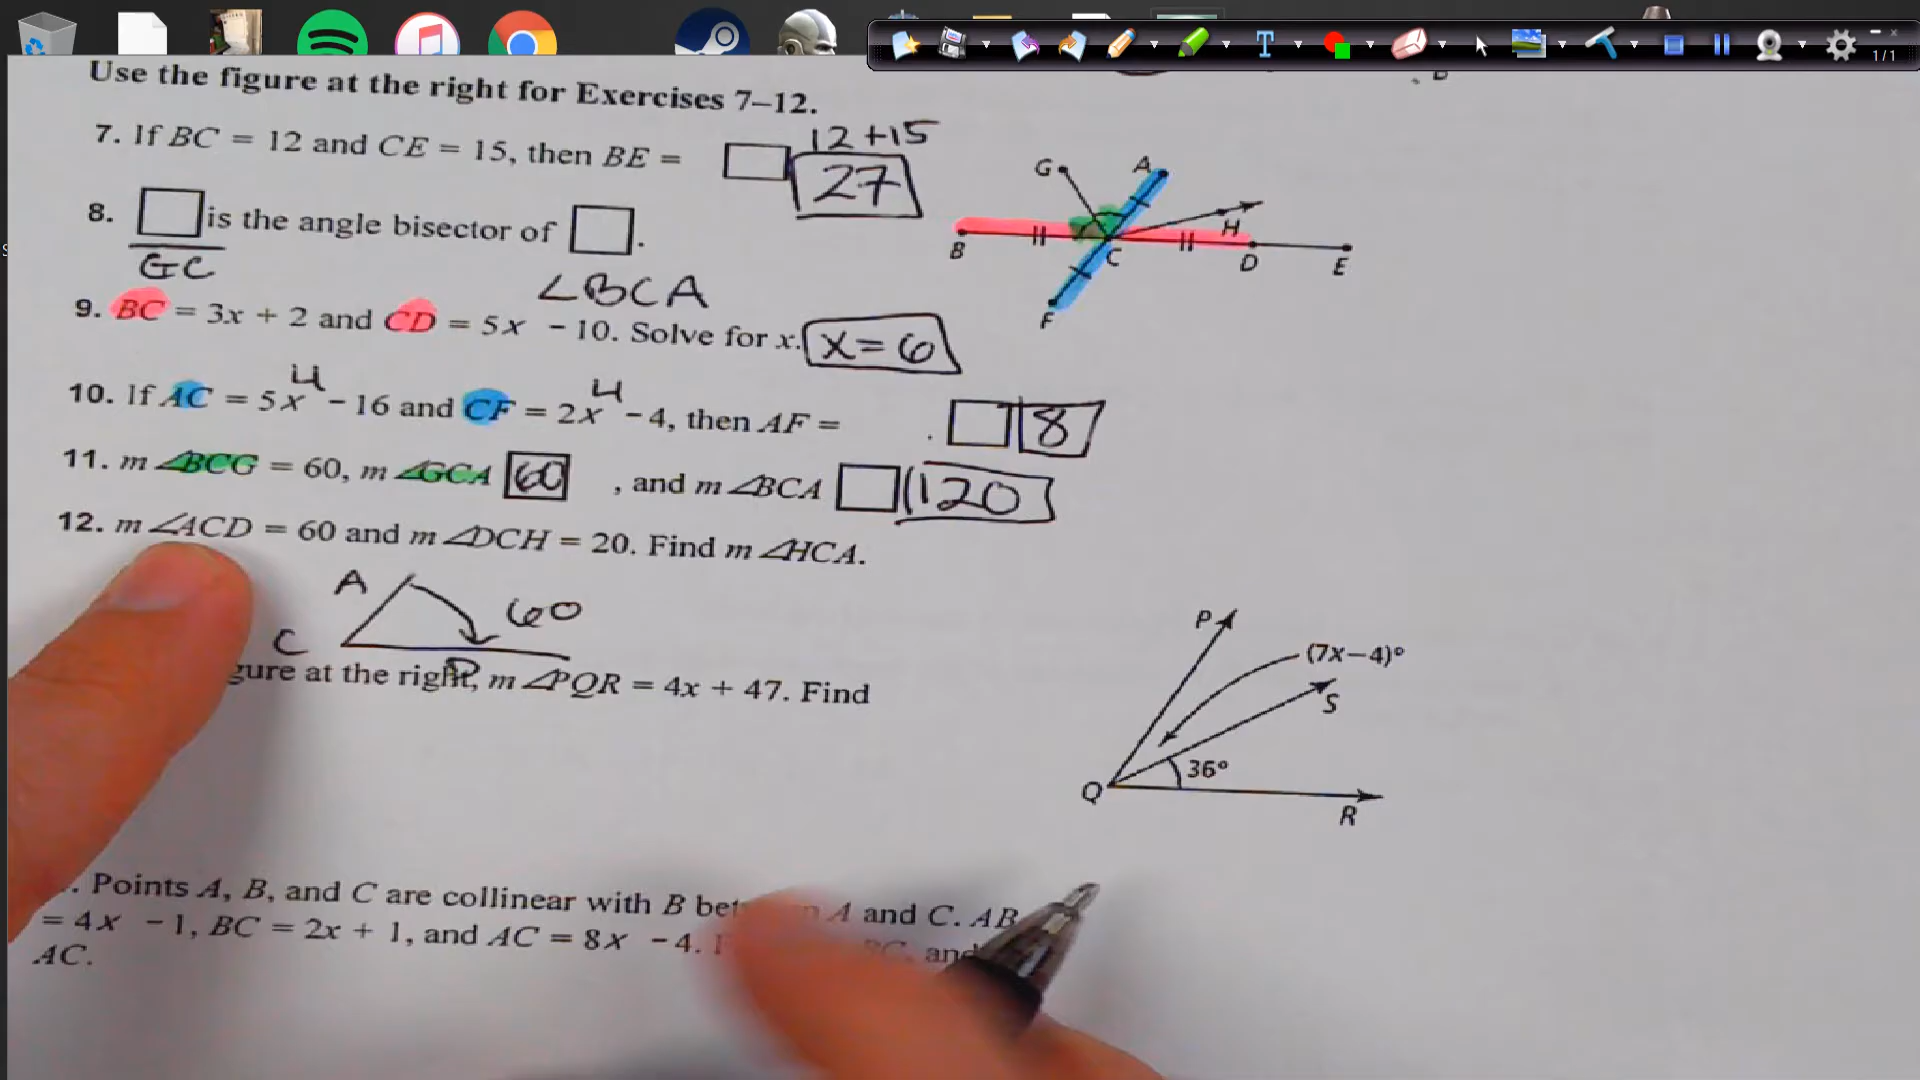 1/1
Use the figure at the right for Exercises 7–12.
12+15
7. If BC = 12 and CE = 15, then BE = 27
8. is the angle bisector of .
GC
∠BCA
9. BC = 3x + 2 and CD = 5x - 10. Solve for x. x=6
4 4
10. If AC = 5x - 16 and CF = 2x - 4, then AF = . 8
11. m∠BCG = 60, m∠GCA 60 , and m∠BCA 120
12. m∠ACD = 60 and m∠DCH = 20. Find m∠HCA.
A 60
C D
gure at the right, m∠PQR = 4x + 47. Find
. Points A, B, and C are collinear with B A and C. AB
= 4x - 1, BC = 2x + 1, and AC = 8x - 4. BC, and
AC.
G A
H
B C D E
F
P (7x–4)°
S
36°
Q R